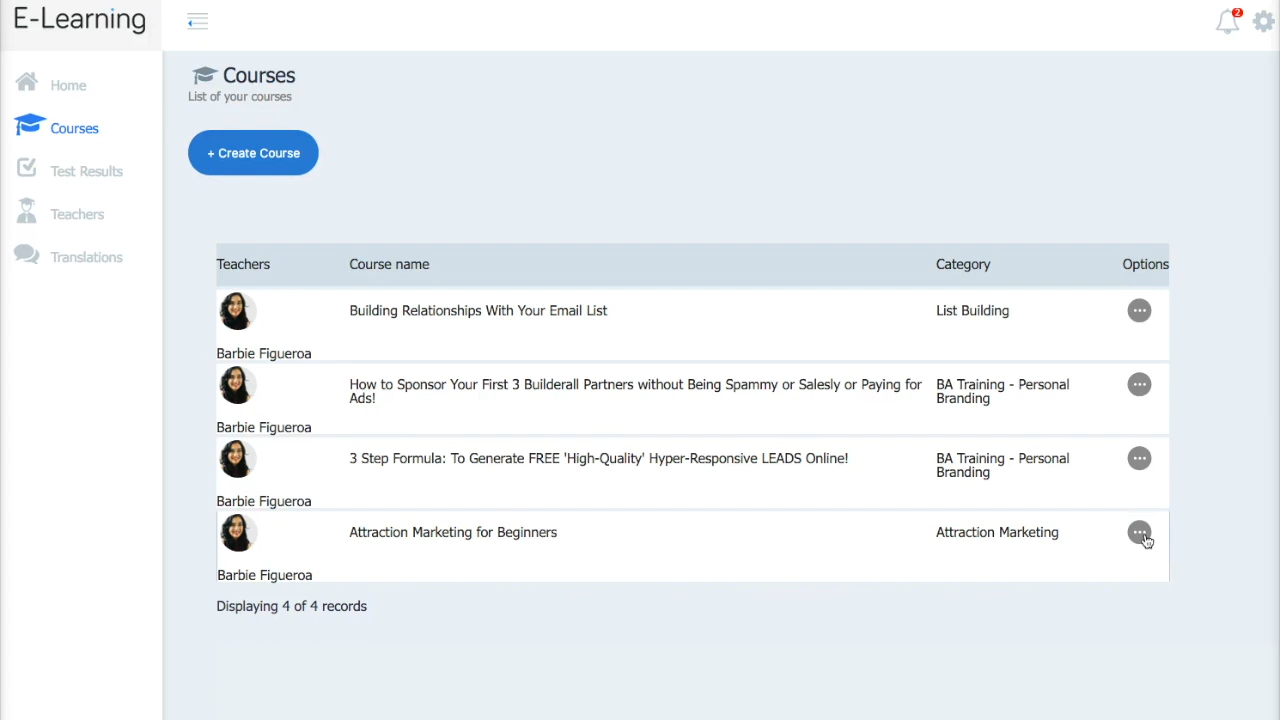 E-Learning
2
Home
Courses
Test Results
Teachers
Translations
Courses
List of your courses
+ Create Course
Teachers Course name Category Options
Building Relationships With Your Email List List Building
Barbie Figueroa
How to Sponsor Your First 3 Builderall Partners without Being Spammy or Salesly or Paying for BA Training - Personal
Ads! Branding
Barbie Figueroa
3 Step Formula: To Generate FREE 'High-Quality' Hyper-Responsive LEADS Online! BA Training - Personal
Branding
Barbie Figueroa
Attraction Marketing for Beginners Attraction Marketing
Barbie Figueroa
Displaying 4 of 4 records